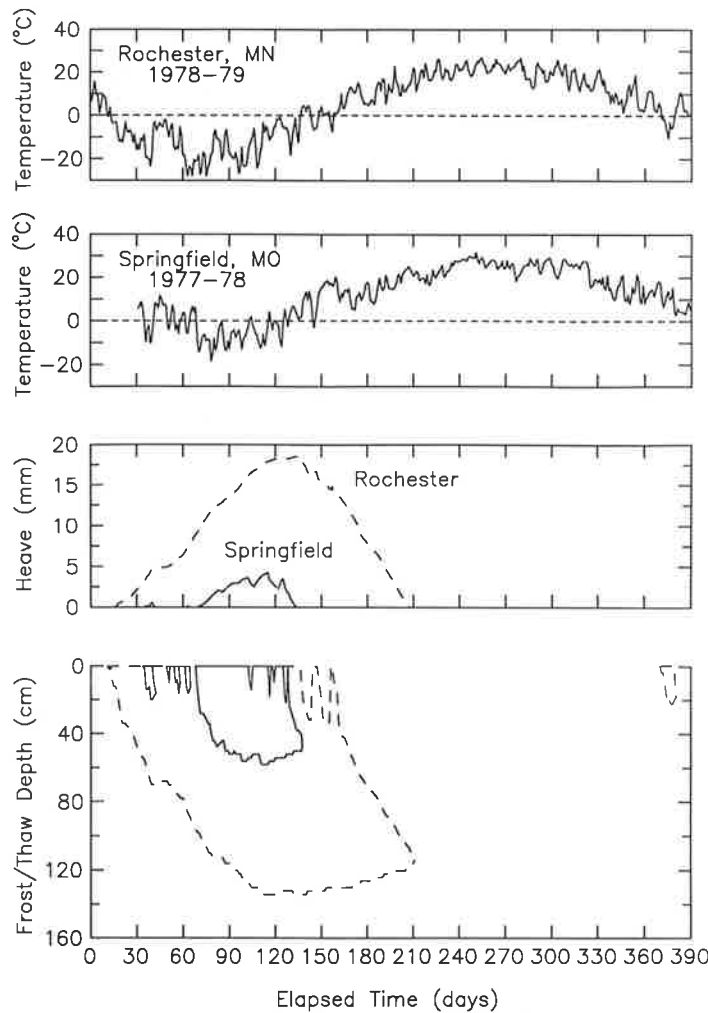 Temperature (°C)
40
20
0
−20
Rochester, MN
1978−79
Temperature (°C)
40
20
0
−20
Springfield, MO
1977−78
Heave (mm)
20
15
10
5
0
Rochester
Springfield
Frost/Thaw Depth (cm)
0
40
80
120
160
0 30 60 90 120 150 180 210 240 270 300 330 360 390
Elapsed Time (days)